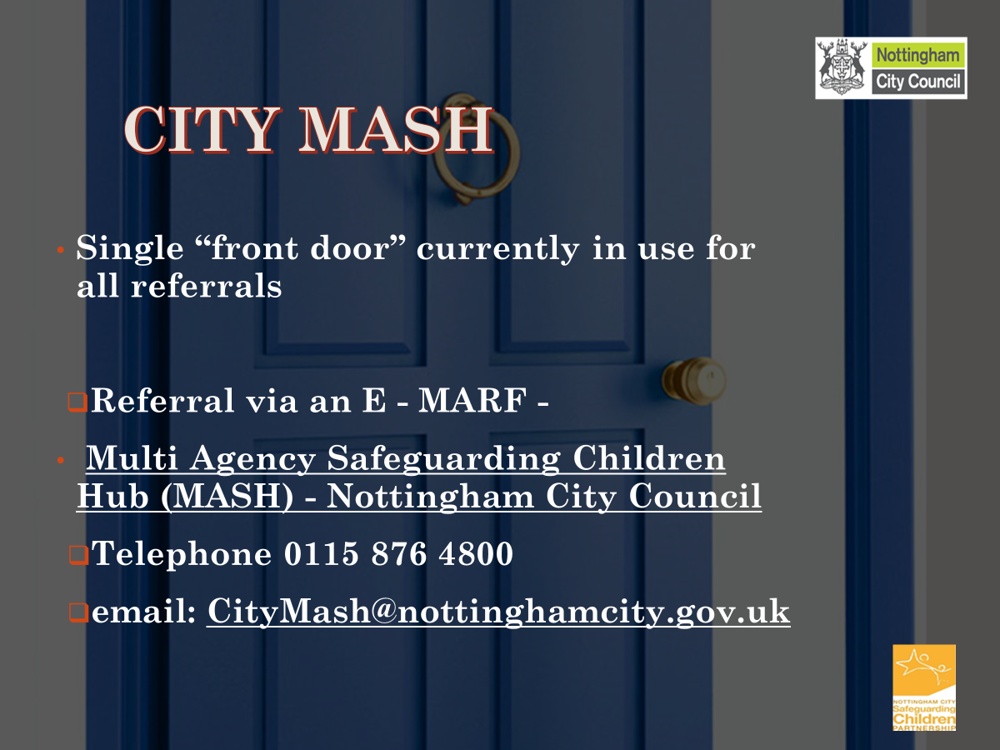 Nottingham
City Council
CITY MASH
• Single “front door” currently in use for
all referrals
❑Referral via an E - MARF -
• Multi Agency Safeguarding Children
Hub (MASH) - Nottingham City Council
❑Telephone 0115 876 4800
❑email: CityMash@nottinghamcity.gov.uk
NOTTINGHAM CITY
Safeguarding
Children
PARTNERSHIP